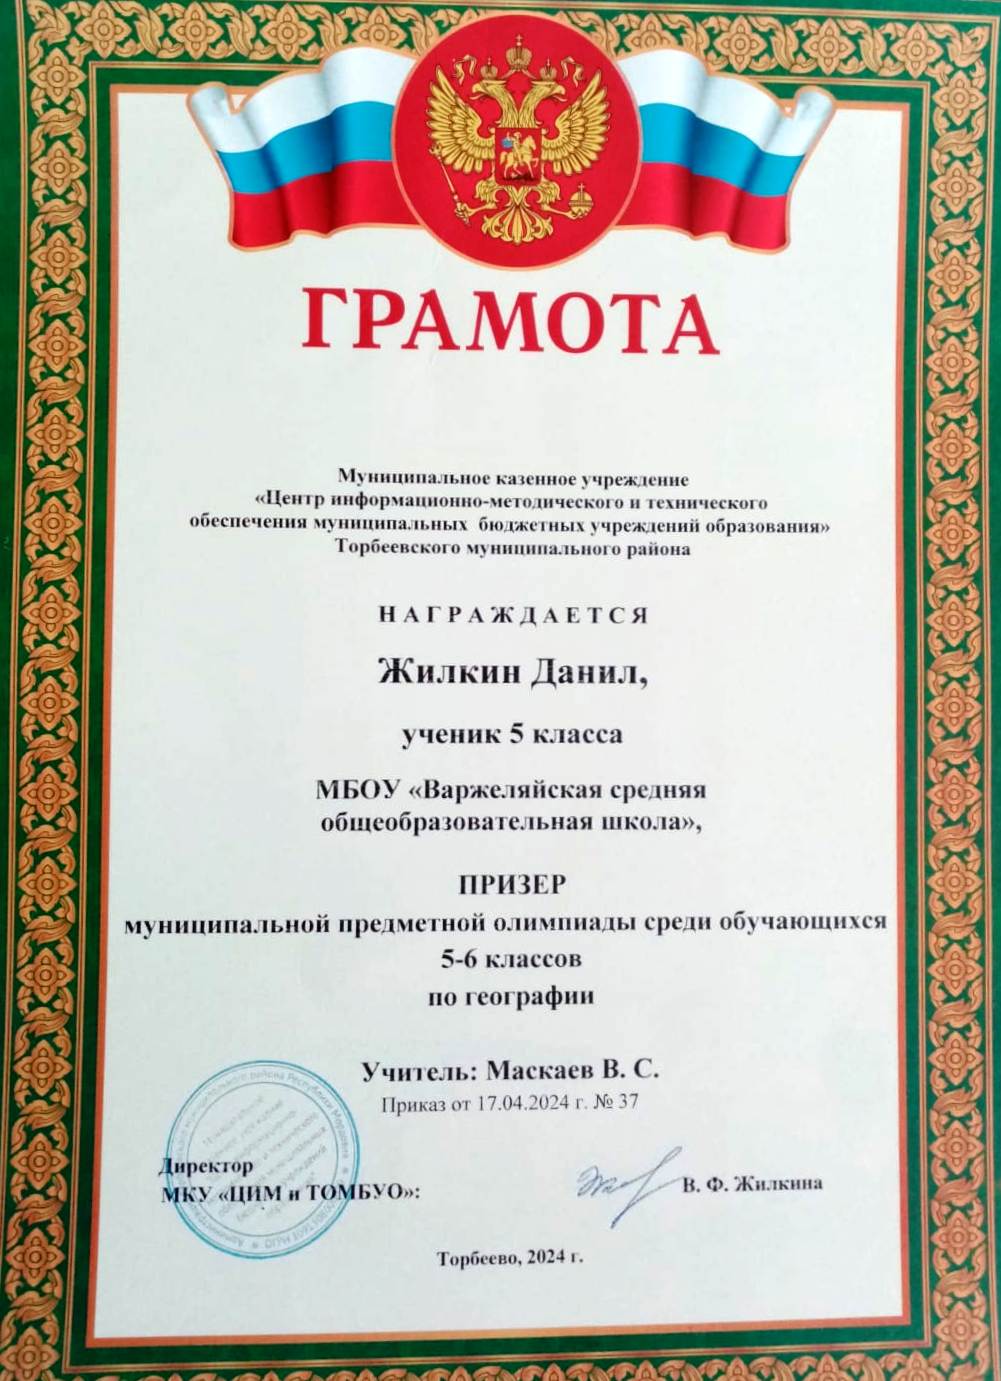 ГРАМОТА
Муниципальное казенное учреждение
«Центр информационно-методического и технического
обеспечения муниципальных бюджетных учреждений образования»
Торбеевского муниципального района
НАГРАЖДАЕТСЯ
Жилкин Данил,
ученик 5 класса
МБОУ «Варжеляйская средняя
общеобразовательная школа»,
ПРИЗЕР
муниципальной предметной олимпиады среди обучающихся
5-6 классов
по географии
Учитель: Маскаев В. С.
Приказ от 17.04.2024 г. № 37
Директор
МКУ «ЦИМ и ТОМБУО»:
В. Ф. Жилкина
Торбеево, 2024 г.